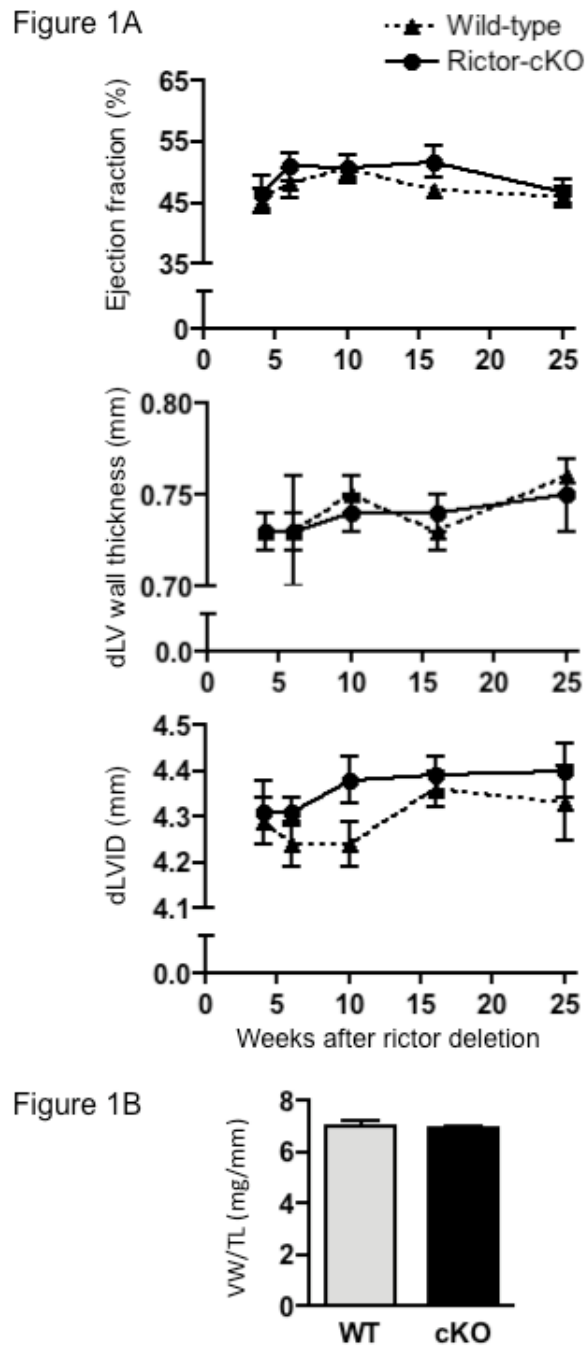 Figure 1A
Wild-type
Rictor-cKO
Ejection fraction (%)
65
55
45
35
0
0 5 10 15 20 25
dLV wall thickness (mm)
0.80
0.75
0.70
0.0
0 5 10 15 20 25
dLVID (mm)
4.5
4.4
4.3
4.2
4.1
0.0
0 5 10 15 20 25
Weeks after rictor deletion
Figure 1B
VW/TL (mg/mm)
8
6
4
2
0
WT cKO